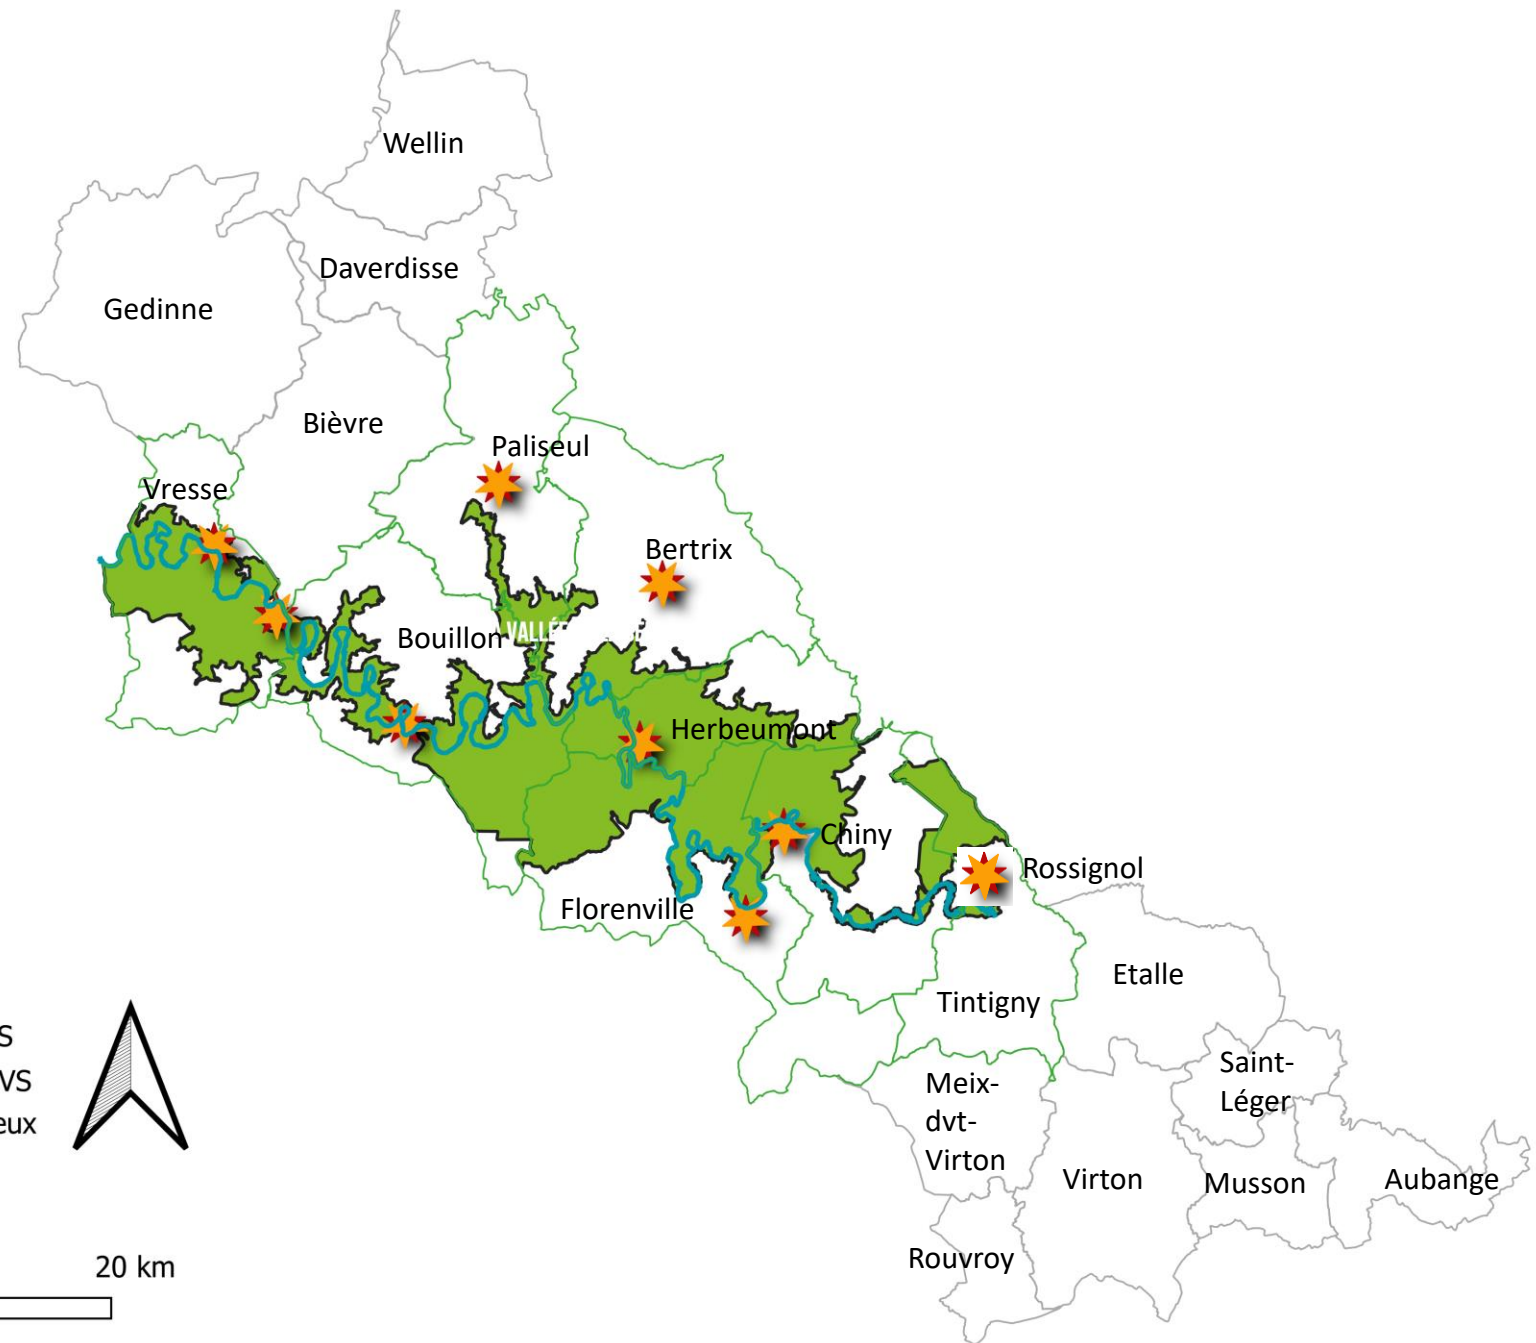 Wellin
Daverdisse
Gedinne
Bièvre
Paliseul
Vresse
Bertrix
Bouillon
Herbeumont
Chiny
Rossignol
Florenville
Etalle
Tintigny
Saint-
Léger
Meix-
dvt-
Virton
Virton
Musson
Aubange
Rouvroy
20 km